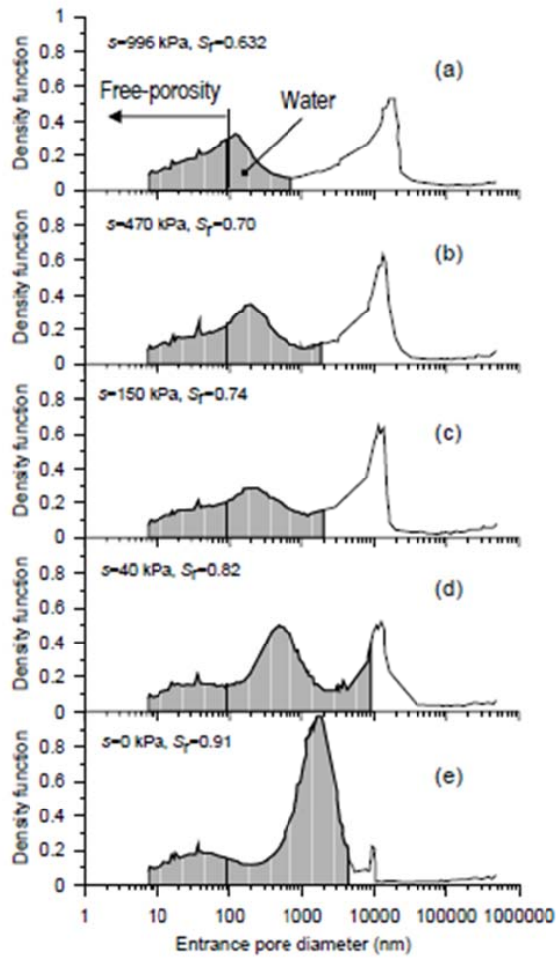 1
s=996 kPa, Sr=0.632
(a)
0.8
Density function
0.6
Free-porosity
Water
0.4
0.2
0
s=470 kPa, Sr=0.70
(b)
0.8
Density function
0.6
0.4
0.2
0
s=150 kPa, Sr=0.74
(c)
0.8
Density function
0.6
0.4
0.2
0
s=40 kPa, Sr=0.82
(d)
0.8
Density function
0.6
0.4
0.2
0
s=0 kPa, Sr=0.91
(e)
0.8
Density function
0.6
0.4
0.2
0
1 10 100 1000 10000 100000 1000000
Entrance pore diameter (nm)